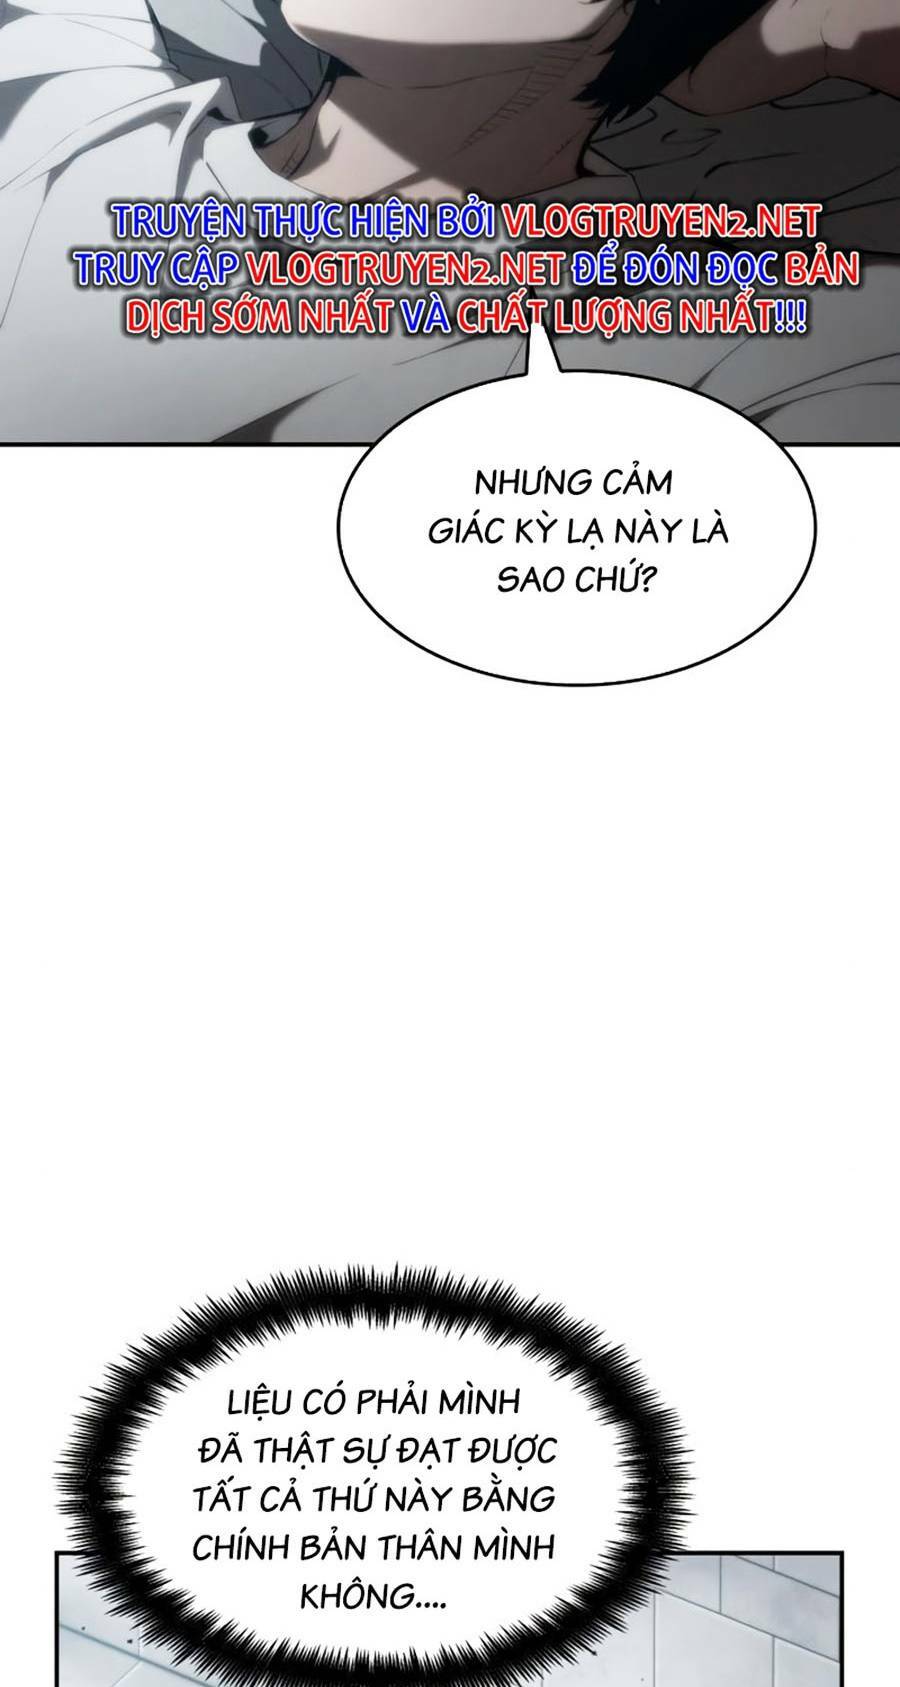 TRUYỆN THỰC HIỆN BỞI VLOGTRUYEN2.NET
TRUY CẬP VLOGTRUYEN2.NET ĐỂ ĐÓN ĐỌC BẢN
DỊCH SỚM NHẤT VÀ CHẤT LƯỢNG NHẤT!!!
NHƯNG CẢM
GIÁC KỲ LẠ NÀY LÀ
SAO CHỨ?
LIỆU CÓ PHẢI MÌNH
ĐÃ THẬT SỰ ĐẠT ĐƯỢC
TẤT CẢ THỨ NÀY BẰNG
CHÍNH BẢN THÂN MÌNH
KHÔNG....